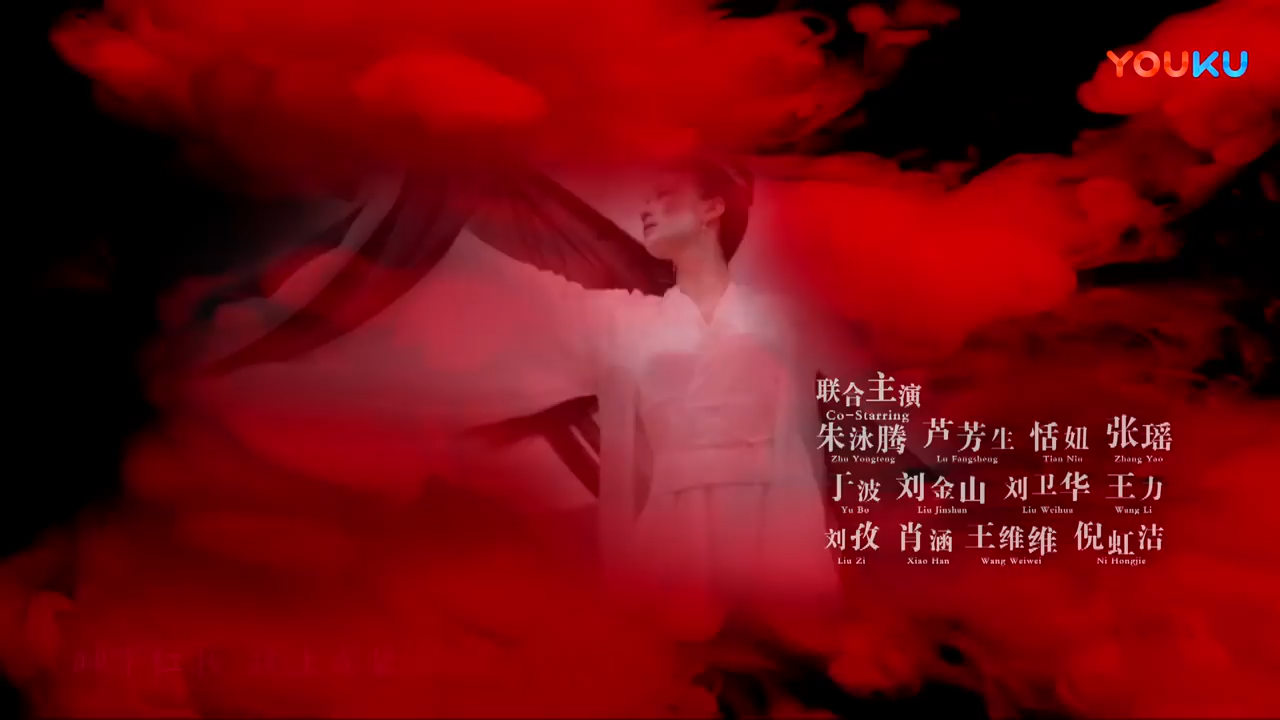 YOUKU
联合主演
Co-Starring
朱泳腾 芦芳生 恬妞 张瑶
Zhu Yongteng Lu Fangsheng Tian Niu Zhang Yao
于波 刘金山 刘卫华 王力
Yu Bo Liu Jinshan Liu Weihua Wang Li
刘孜 肖涵 王维维 倪虹洁
Liu Zi Xiao Han Wang Weiwei Ni Hongjie